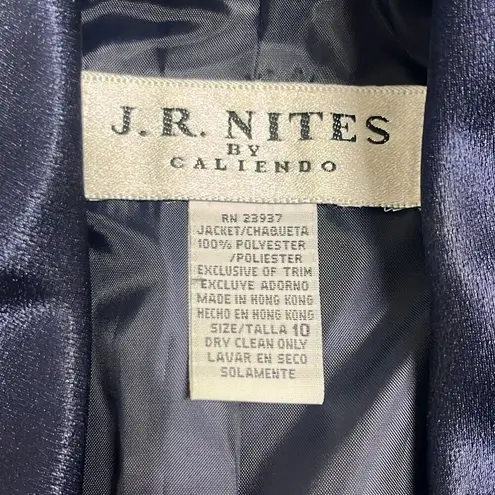 J.R. NITES
BY
CALIENDO
RN 23937
JACKET/CHAQUETA
100% POLYESTER
/POLIESTER
EXCLUSIVE OF TRIM
EXCLUYE ADORNO
MADE IN HONG KONG
HECHO EN HONG KONG
SIZE/TALLA 10
DRY CLEAN ONLY
LAVAR EN SECO
SOLAMENTE